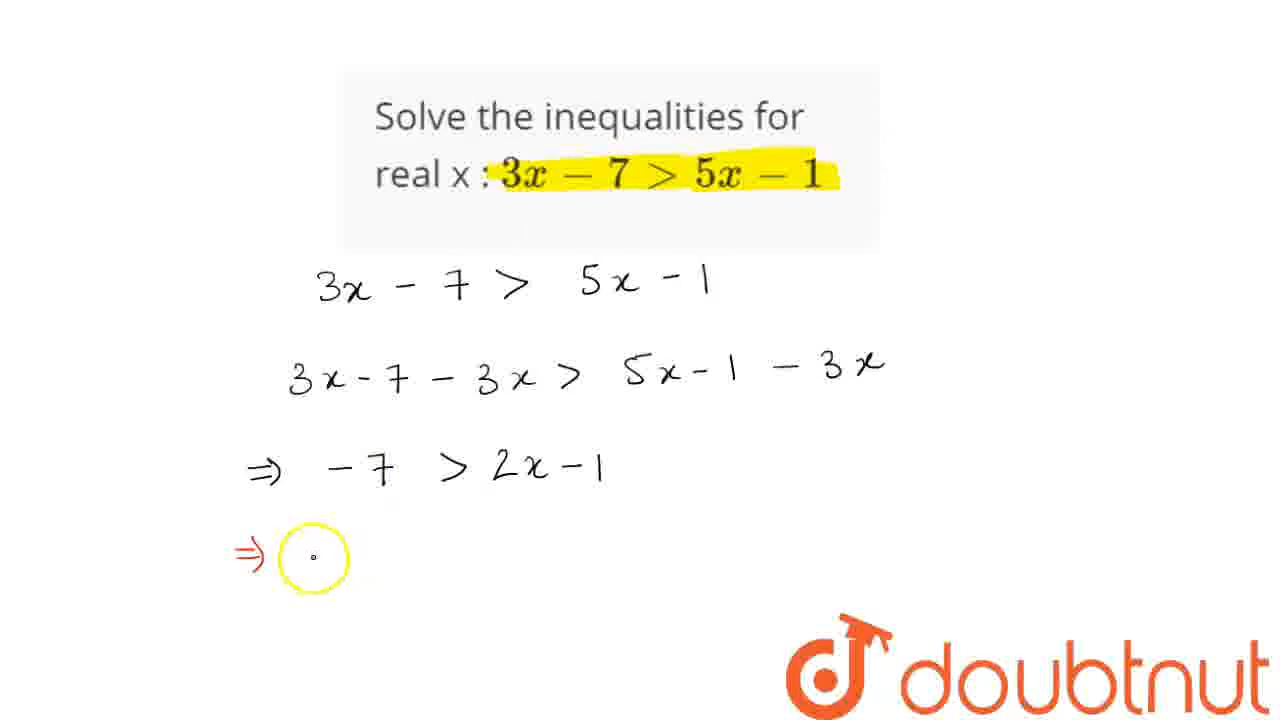 Solve the inequalities for
real x : 3x − 7 > 5x − 1
3x - 7 > 5x - 1
3x - 7 - 3x > 5x - 1 - 3x
⇒ -7 > 2x - 1
⇒
doubtnut